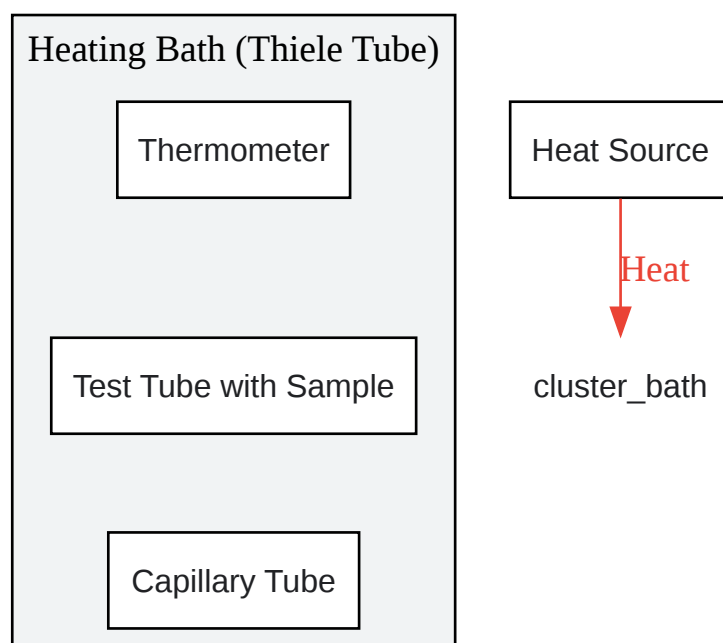 Heating Bath (Thiele Tube)
Thermometer
Heat Source
Heat
Test Tube with Sample
cluster_bath
Capillary Tube